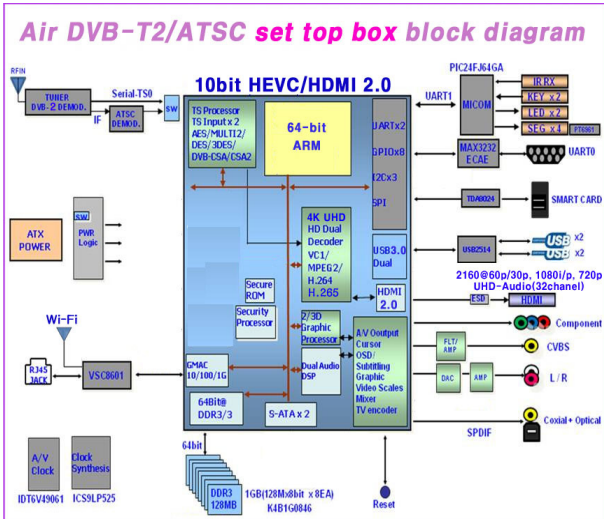 Air DVB-T2/ATSC set top box block diagram
10bit HEVC/HDMI 2.0
RFIN
TUNER
DVB-2 DEMOD.
Serial-TS0
IF
ATSC
DEMOD.
SW
TS Processor
TS Input x 2
AES/MULTI2/
DES/3DES/
DVB-CSA/CSA2
64-bit
ARM
UARTx2
GPIOx8
I2Cx3
SPI
UART1
PIC24FJ64GA
MICOM
IR RX
KEY x 2
LED x 2
SEG x 4
PT6961
MAX3232
ECAE
UART0
TDA8024
SMART CARD
USB3.0
Dual
USB2514
USB x2
USB x2
ATX
POWER
SW
PWR
Logic
4K UHD
HD Dual
Decoder
VC1/
MPEG2/
H.264
H.265
HDMI
2.0
2160@60p/30p, 1080i/p, 720p
UHD-Audio(32chanel)
ESD
HDMI
Secure
ROM
Security
Processor
2/3D
Graphic
Processor
Dual Audio
DSP
A/V Ooutput
Cursor
OSD/
Subtitling
Graphic
Video Scales
Mixer
TV encoder
Component
FLT/
AMP
CVBS
DAC
AMP
L / R
SPDIF
Coxial+ Optical
Wi-Fi
RJ45
JACK
VSC8601
GMAC
10/100/1G
64Bit@
DDR3/3
S-ATA x 2
64bit
DDR3
128MB
1GB(128Mx8bit x 8EA)
K4B1G0846
Reset
A/V
Clock
IDT6V49061
Clock
Synthesis
ICS9LP525